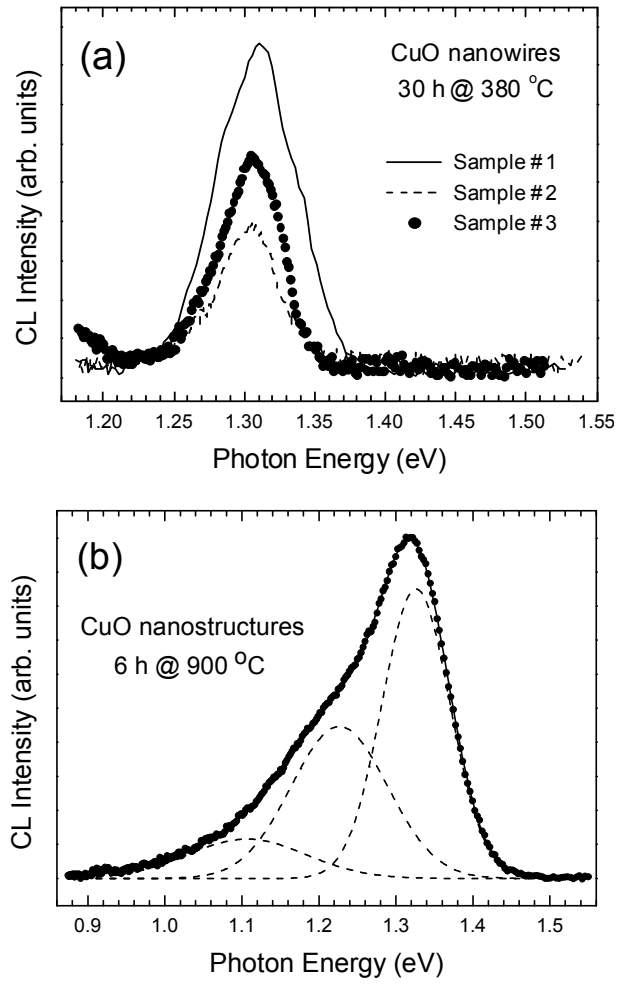 (a)
CuO nanowires
30 h @ 380 °C
Sample #1
Sample #2
Sample #3
CL Intensity (arb. units)
1.20 1.25 1.30 1.35 1.40 1.45 1.50 1.55
Photon Energy (eV)
(b)
CuO nanostructures
6 h @ 900 °C
CL Intensity (arb. units)
0.9 1.0 1.1 1.2 1.3 1.4 1.5
Photon Energy (eV)